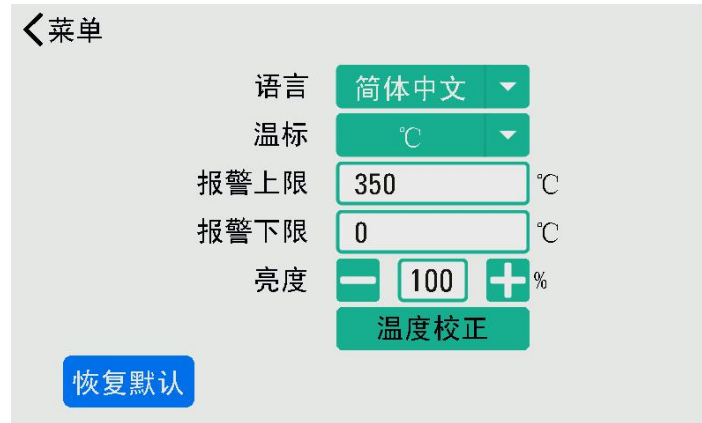 菜单
语言 简体中文
温标 ℃
报警上限 350 ℃
报警下限 0 ℃
亮度 100 %
温度校正
恢复默认